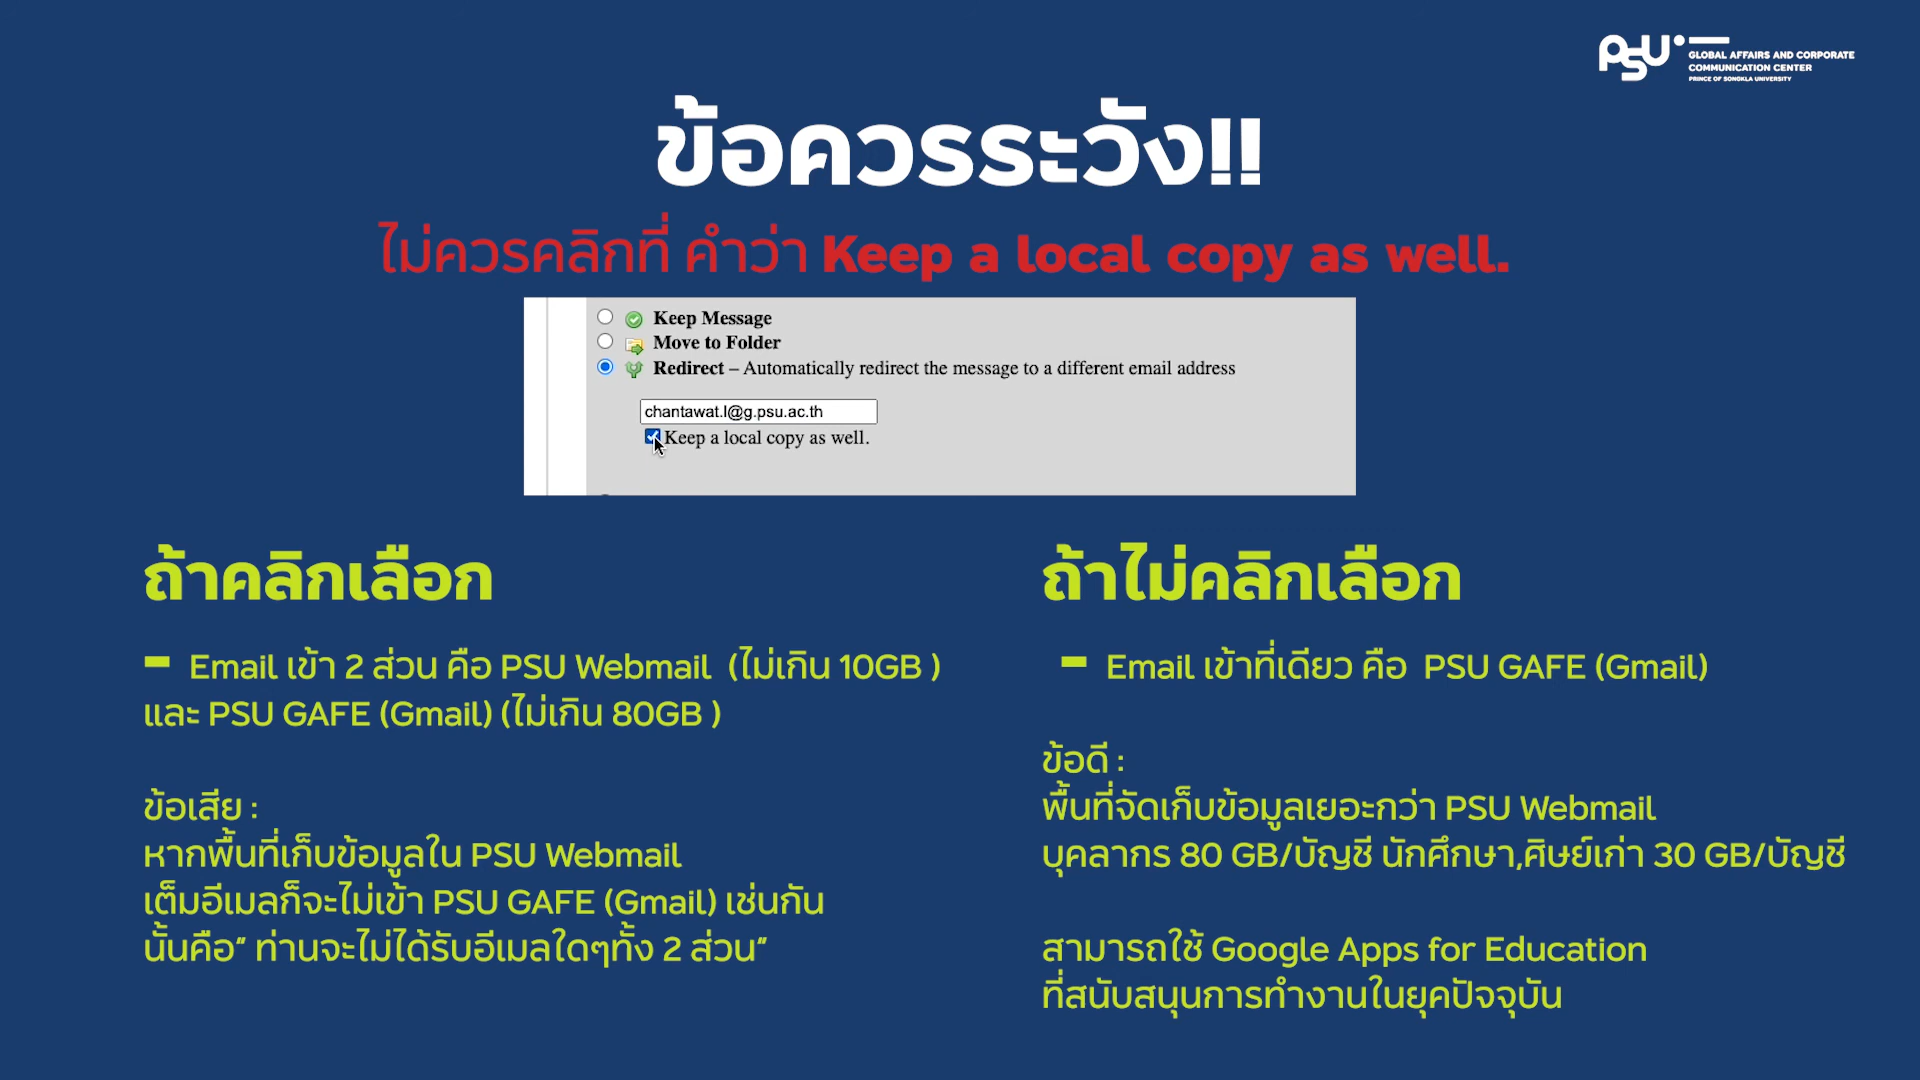 PSU
GLOBAL AFFAIRS AND CORPORATE
COMMUNICATION CENTER
PRINCE OF SONGKLA UNIVERSITY
ข้อควรระวัง!!
ไม่ควรคลิกที่ คำว่า Keep a local copy as well.
Keep Message
Move to Folder
Redirect – Automatically redirect the message to a different email address
chantawat.l@g.psu.ac.th
Keep a local copy as well.
ถ้าคลิกเลือก
- Email เข้า 2 ส่วน คือ PSU Webmail (ไม่เกิน 10GB )
และ PSU GAFE (Gmail) (ไม่เกิน 80GB )
ข้อเสีย :
หากพื้นที่เก็บข้อมูลใน PSU Webmail
เต็มอีเมลก็จะไม่เข้า PSU GAFE (Gmail) เช่นกัน
นั้นคือ“ ท่านจะไม่ได้รับอีเมลใดๆทั้ง 2 ส่วน“
ถ้าไม่คลิกเลือก
- Email เข้าที่เดียว คือ PSU GAFE (Gmail)
ข้อดี :
พื้นที่จัดเก็บข้อมูลเยอะกว่า PSU Webmail
บุคลากร 80 GB/บัญชี นักศึกษา,ศิษย์เก่า 30 GB/บัญชี
สามารถใช้ Google Apps for Education
ที่สนับสนุนการทำงานในยุคปัจจุบัน